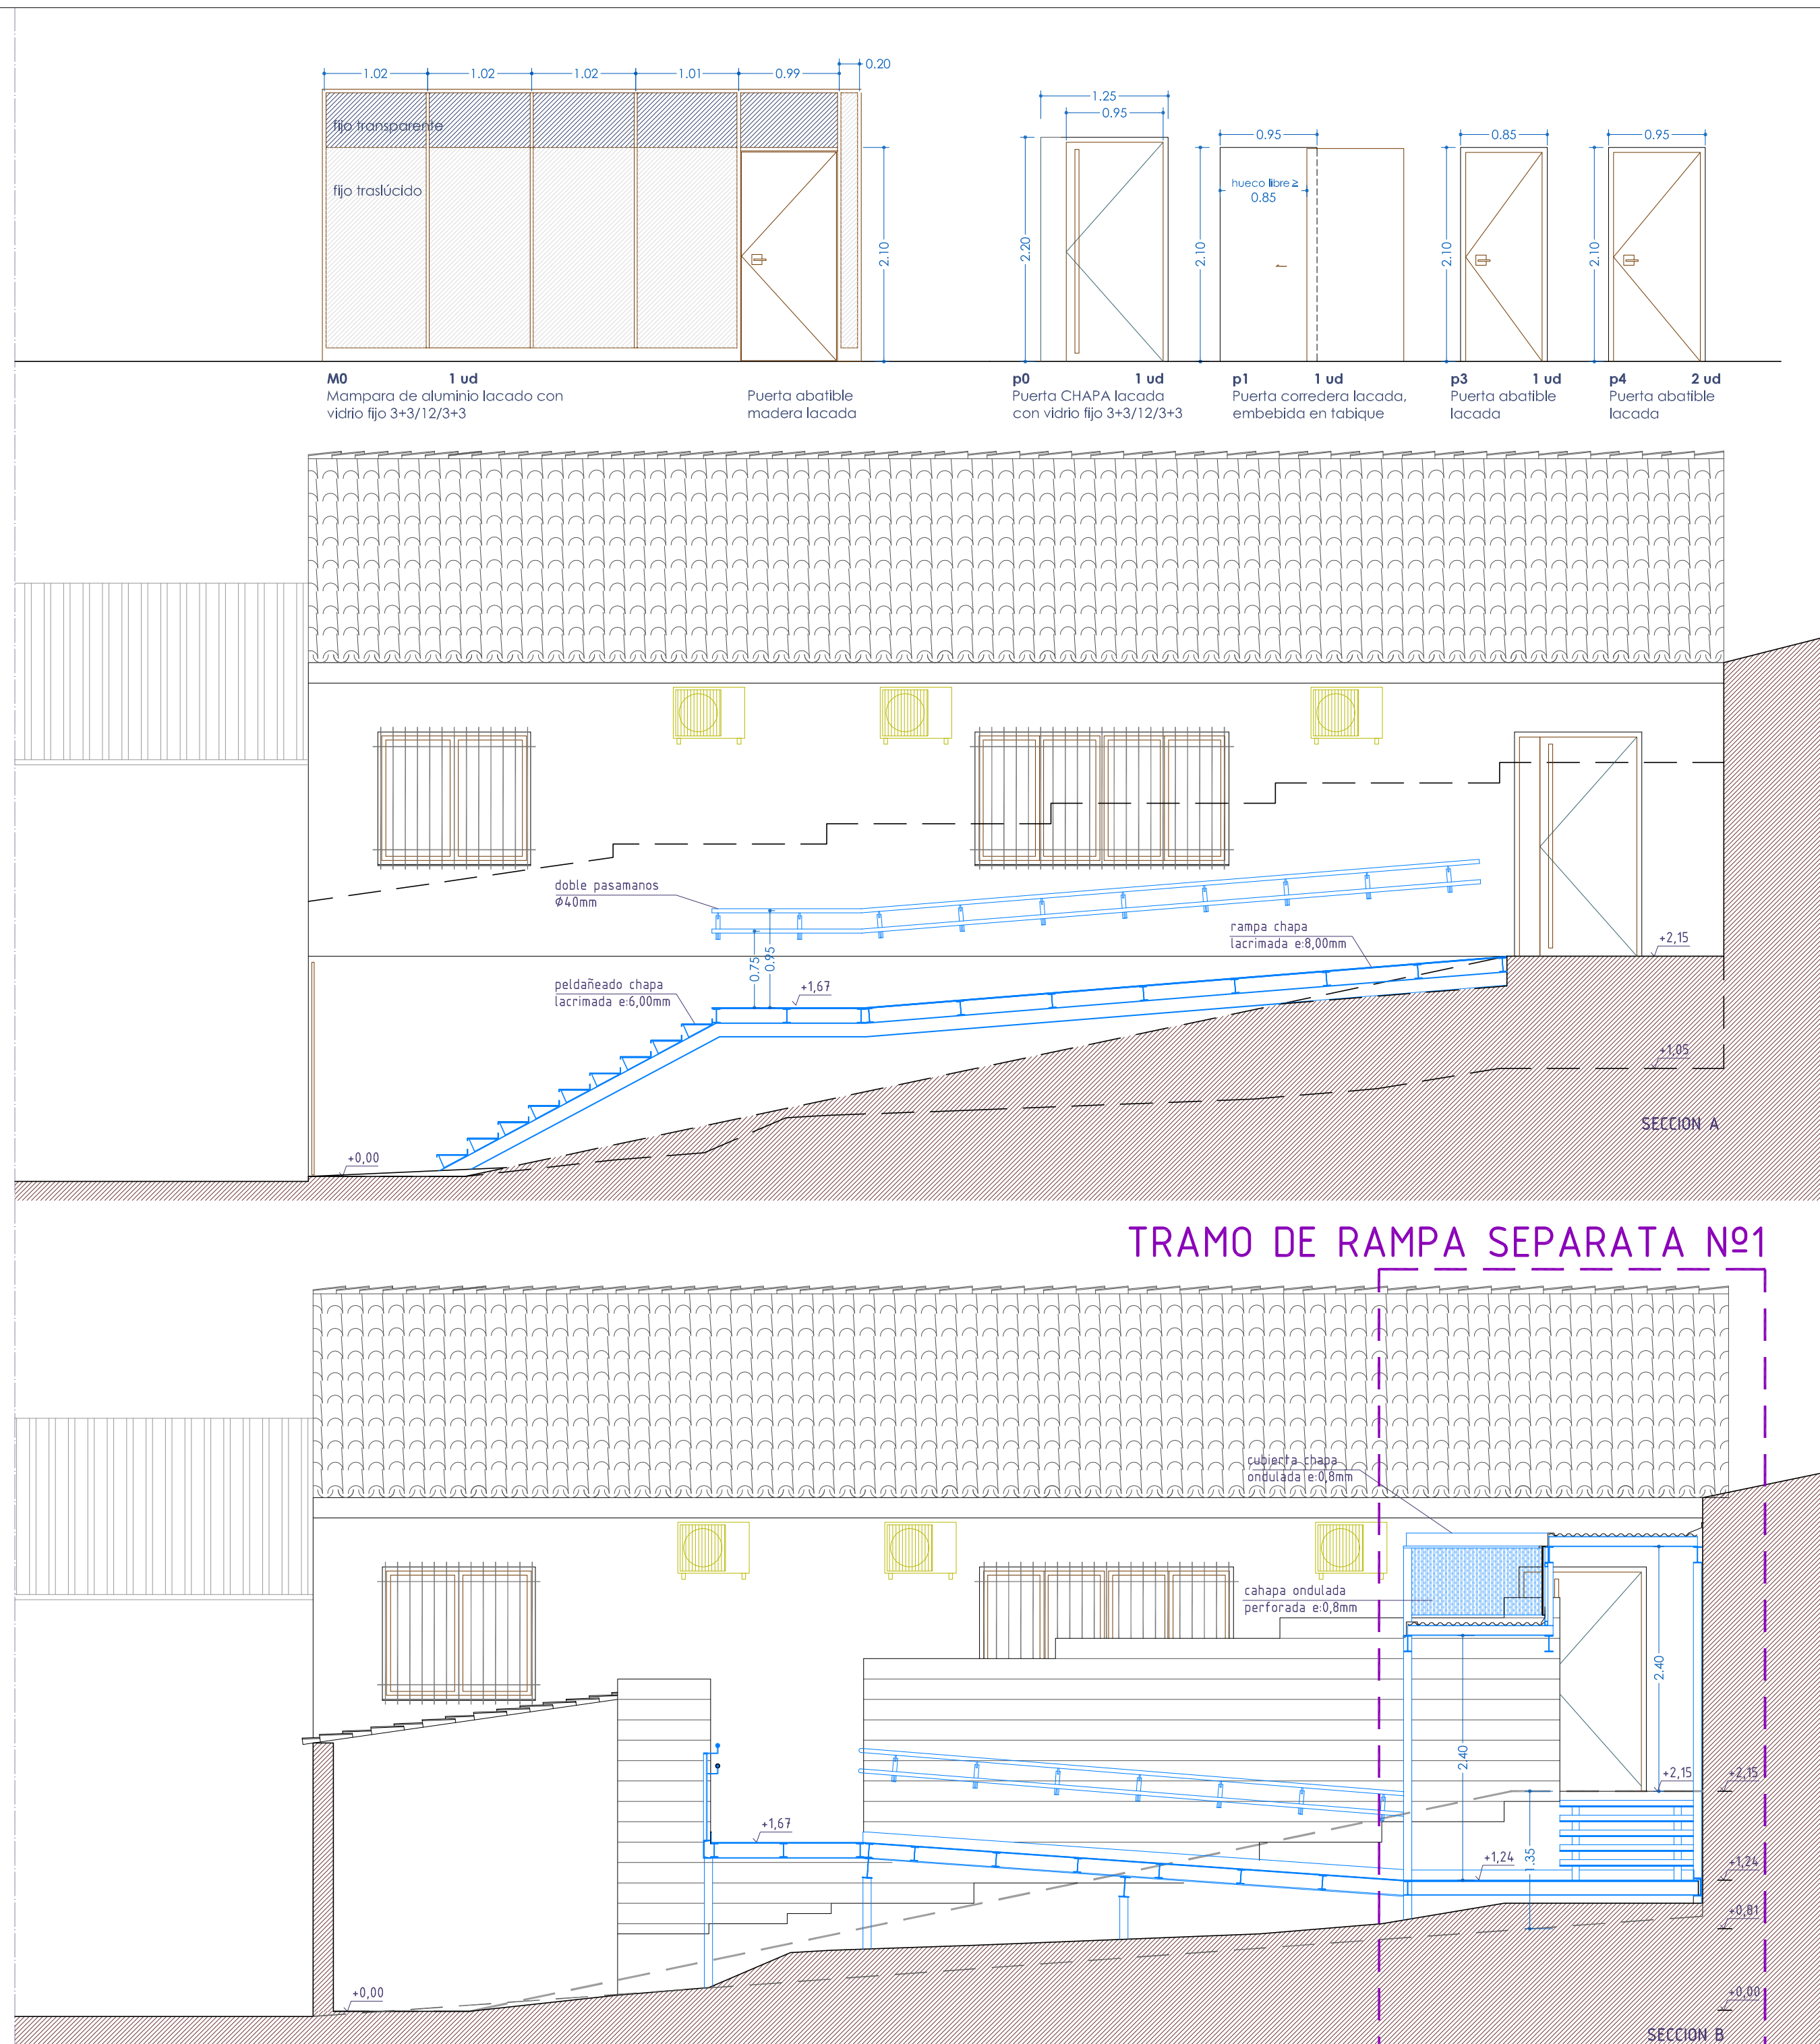 1.02 1.02 1.02 1.01 0.99 0.20
fijo transparente
fijo traslúcido
2.10
1.25
0.95
2.20
0.95
hueco libre ≥
0.85
2.10
0.85
2.10
0.95
2.10
M0 1 ud
Mampara de aluminio lacado con
vidrio fijo 3+3/12/3+3
Puerta abatible
madera lacada
p0 1 ud
Puerta CHAPA lacada
con vidrio fijo 3+3/12/3+3
p1 1 ud
Puerta corredera lacada,
embebida en tabique
p3 1 ud
Puerta abatible
lacada
p4 2 ud
Puerta abatible
lacada
doble pasamanos
Ø40mm
rampa chapa
lacrimada e:8,00mm
+2,15
0.75
0.95
peldañeado chapa
lacrimada e:6,00mm
+1,67
+1,05
SECCION A
+0,00
TRAMO DE RAMPA SEPARATA Nº1
cubierta chapa
ondulada e:0,8mm
cahapa ondulada
perforada e:0,8mm
2.40
2.40
+2,15
+2,15
+1,67
1.35
+1,24
+1,24
+0,81
+0,00
+0,00
SECCION B